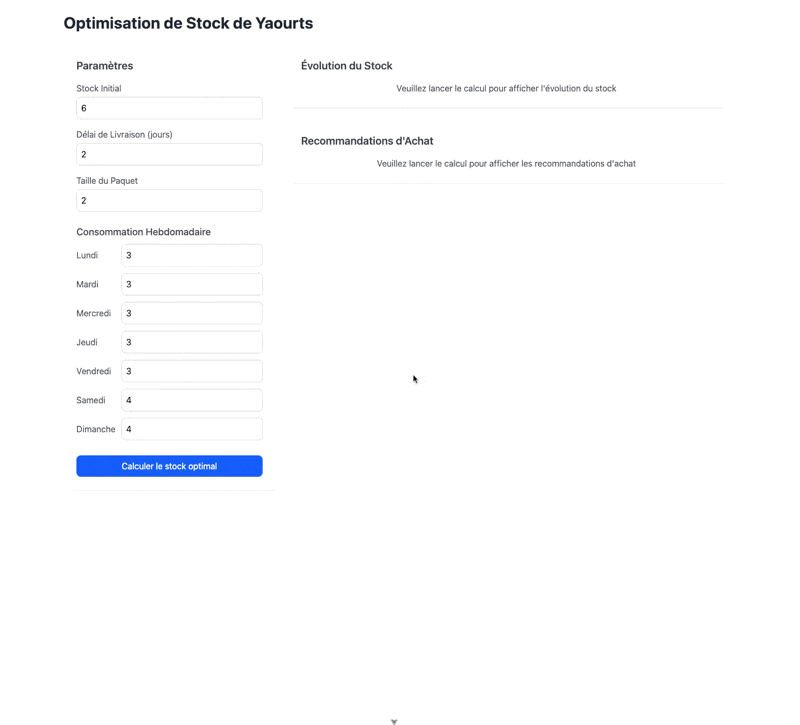 Optimisation de Stock de Yaourts
Paramètres
Stock Initial
6
Délai de Livraison (jours)
2
Taille du Paquet
2
Consommation Hebdomadaire
Lundi 3
Mardi 3
Mercredi 3
Jeudi 3
Vendredi 3
Samedi 4
Dimanche 4
Calculer le stock optimal
Évolution du Stock
Veuillez lancer le calcul pour afficher l'évolution du stock
Recommandations d'Achat
Veuillez lancer le calcul pour afficher les recommandations d'achat